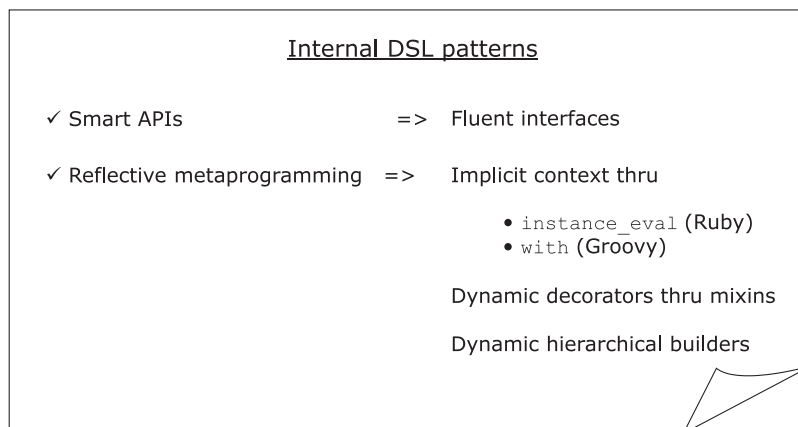 Internal DSL patterns
✓ Smart APIs => Fluent interfaces
✓ Reflective metaprogramming => Implicit context thru
• instance_eval (Ruby)
• with (Groovy)
Dynamic decorators thru mixins
Dynamic hierarchical builders